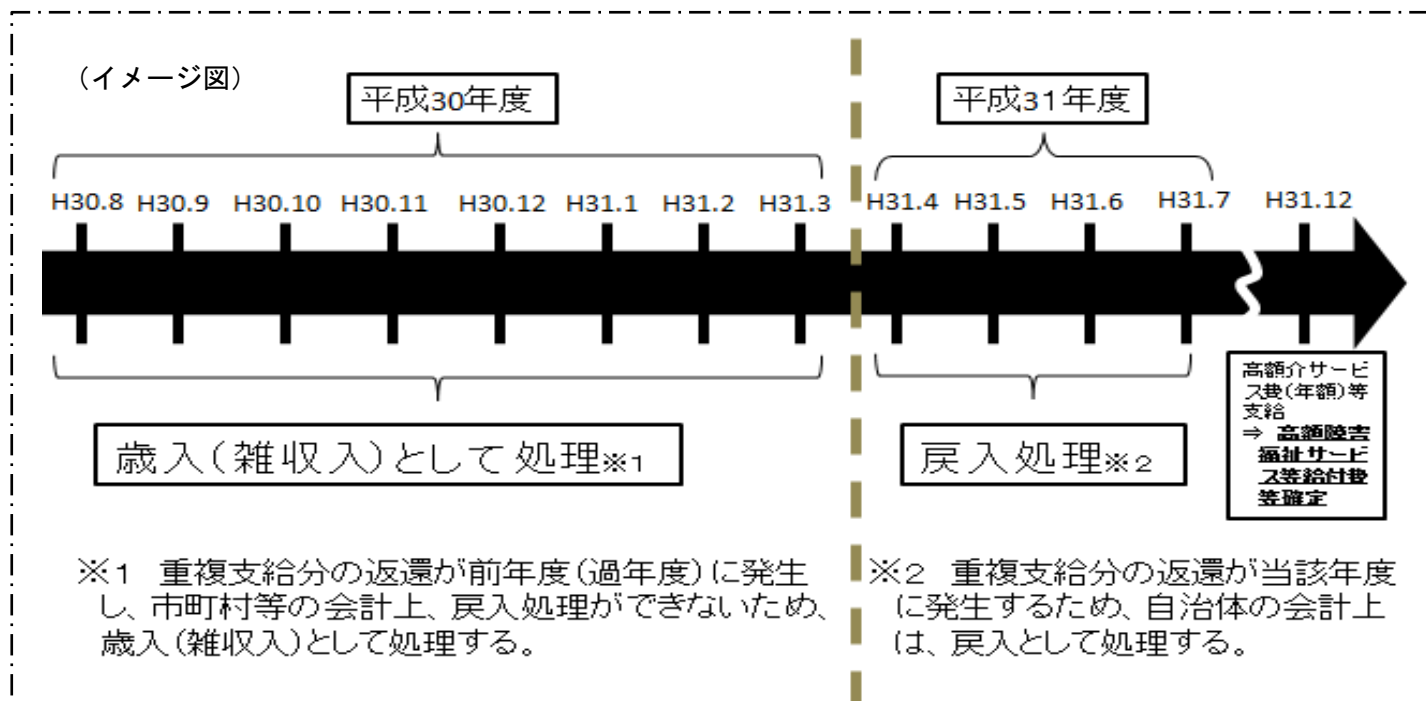 （イメージ図）
平成30年度
平成31年度
H30.8 H30.9 H30.10 H30.11 H30.12 H31.1 H31.2 H31.3 H31.4 H31.5 H31.6 H31.7 H31.12
歳入（雑収入）として処理※1
戻入処理※2
高額介サービ
ス費（年額）等
支給
⇒ 高額障害
福祉サービ
ス等給付費
等確定
※1　重複支給分の返還が前年度（過年度）に発生
し、市町村等の会計上、戻入処理ができないため、
歳入（雑収入）として処理する。
※2　重複支給分の返還が当該年度
に発生するため、自治体の会計上
は、戻入として処理する。